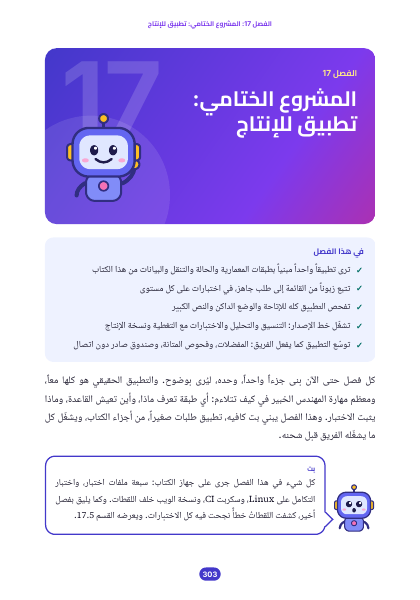 الفصل 17: المشروع الختامي: تطبيق للإنتاج
17
الفصل 17
المشروع الختامي:
تطبيق للإنتاج
في هذا الفصل
✓ ترى تطبيقاً واحداً مبنياً بطبقات المعمارية والحالة والتنقل والبيانات من هذا الكتاب
✓ تتبع زبوناً من القائمة إلى طلب جاهز، في اختبارات على كل مستوى
✓ تفحص التطبيق كله للإتاحة والوضع الداكن والنص الكبير
✓ تشغّل خط الإصدار: التنسيق والتحليل والاختبارات مع التغطية ونسخة الإنتاج
✓ توسّع التطبيق كما يفعل الفريق: المفضلات، وفحوص المتانة، وصندوق صادر دون اتصال
كل فصل حتى الآن بنى جزءاً واحداً، وحده، ليُرى بوضوح. والتطبيق الحقيقي هو كلها معاً،
ومعظم مهارة المهندس الخبير في كيف تتلاءم: أي طبقة تعرف ماذا، وأين تعيش القاعدة، وماذا
يثبت الاختبار. وهذا الفصل يبني بت كافيه، تطبيق طلبات صغيراً، من أجزاء الكتاب، ويشغّل كل
ما يشغّله الفريق قبل شحنه.
بت
كل شيء في هذا الفصل جرى على جهاز الكتاب: سبعة ملفات اختبار، واختبار
التكامل على Linux، وسكربت CI، ونسخة الويب خلف اللقطات. وكما يليق بفصل
أخير، كشفت اللقطاتُ خطأً نجحت فيه كل الاختبارات. ويعرضه القسم 17.5.
303